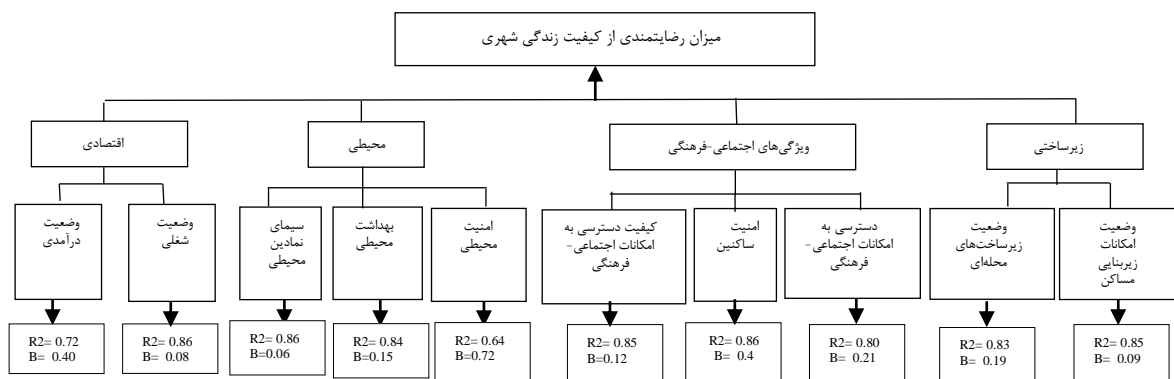 میزان رضایتمندی از کیفیت زندگی شهری
زیرساختی
ویژگی‌های اجتماعی-فرهنگی
محیطی
اقتصادی
وضعیت
امکانات
زیربنایی
مساکن
وضعیت
زیرساخت‌های
محله‌ای
دسترسی به
امکانات اجتماعی-
فرهنگی
امنیت
ساکنین
کیفیت دسترسی به
امکانات اجتماعی-
فرهنگی
امنیت
محیطی
بهداشت
محیطی
سیمای
نمادین
محیطی
وضعیت
شغلی
وضعیت
درآمدی
R2= 0.85
B= 0.09
R2= 0.83
B= 0.19
R2= 0.80
B= 0.21
R2= 0.86
B= 0.4
R2= 0.85
B=0.12
R2= 0.64
B=0.72
R2= 0.84
B=0.15
R2= 0.86
B=0.06
R2= 0.86
B= 0.08
R2= 0.72
B= 0.40